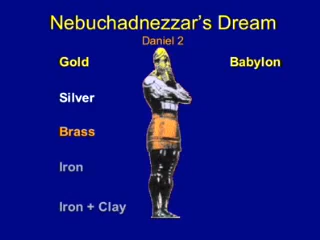 Nebuchadnezzar’s Dream
Daniel 2
Gold Babylon
Silver
Brass
Iron
Iron + Clay